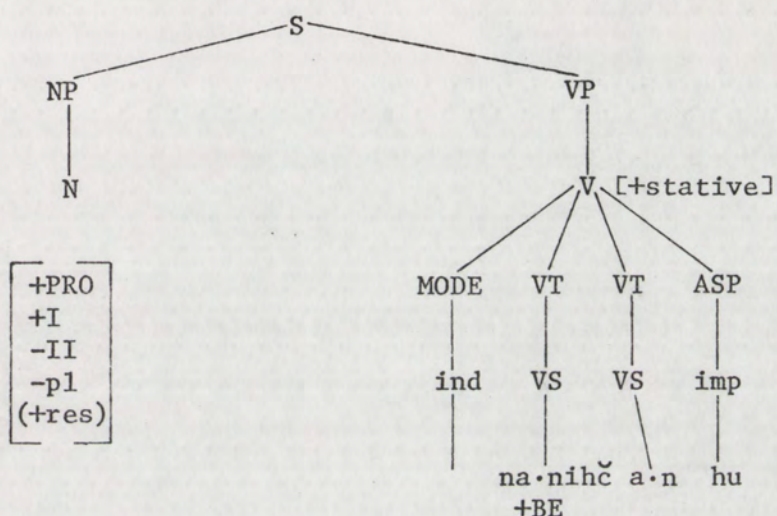 S
NP VP
N V [+stative]
+PRO MODE VT VT ASP
+I
-II
-pl ind VS VS imp
(+res)
na·nihč a·n hu
+BE